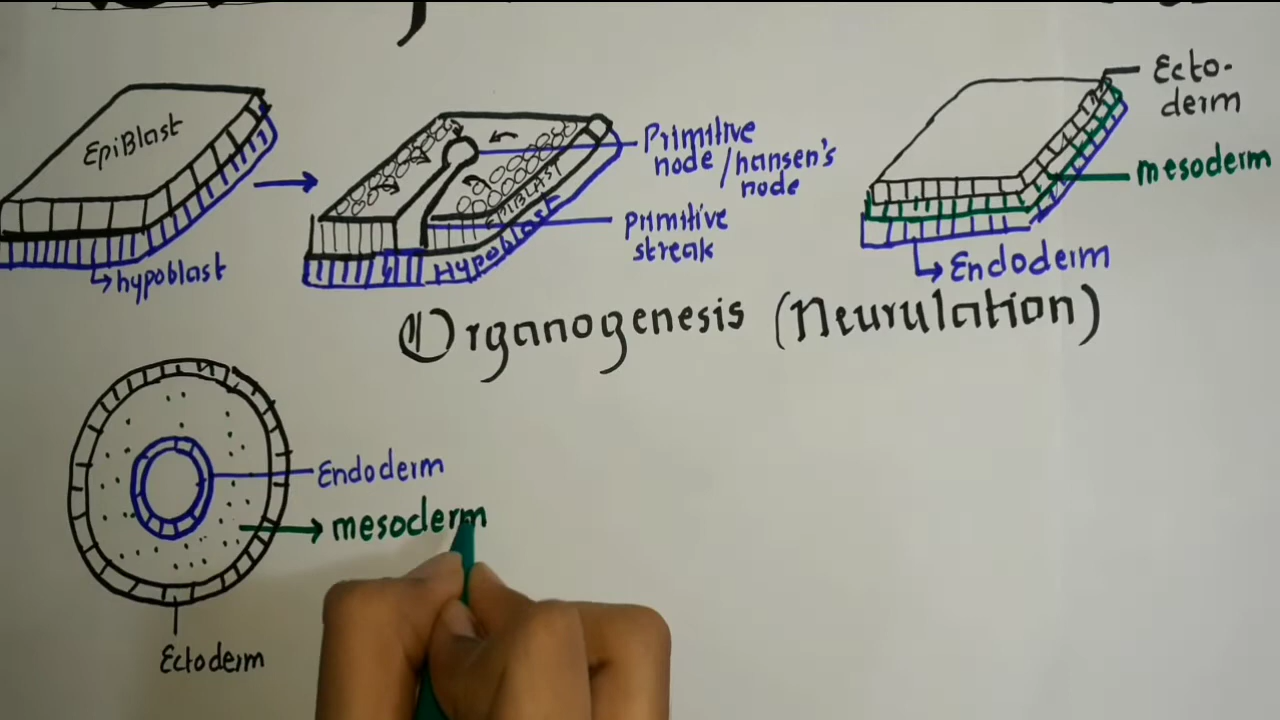 EpiBlast
hypoblast
EPIBLAST
Hypoblast
Primitive
node/hansen's
node
primitive
streak
Ecto-
derm
mesoderm
Endoderm
Organogenesis (Neurulation)
Endoderm
mesoderm
Ectoderm